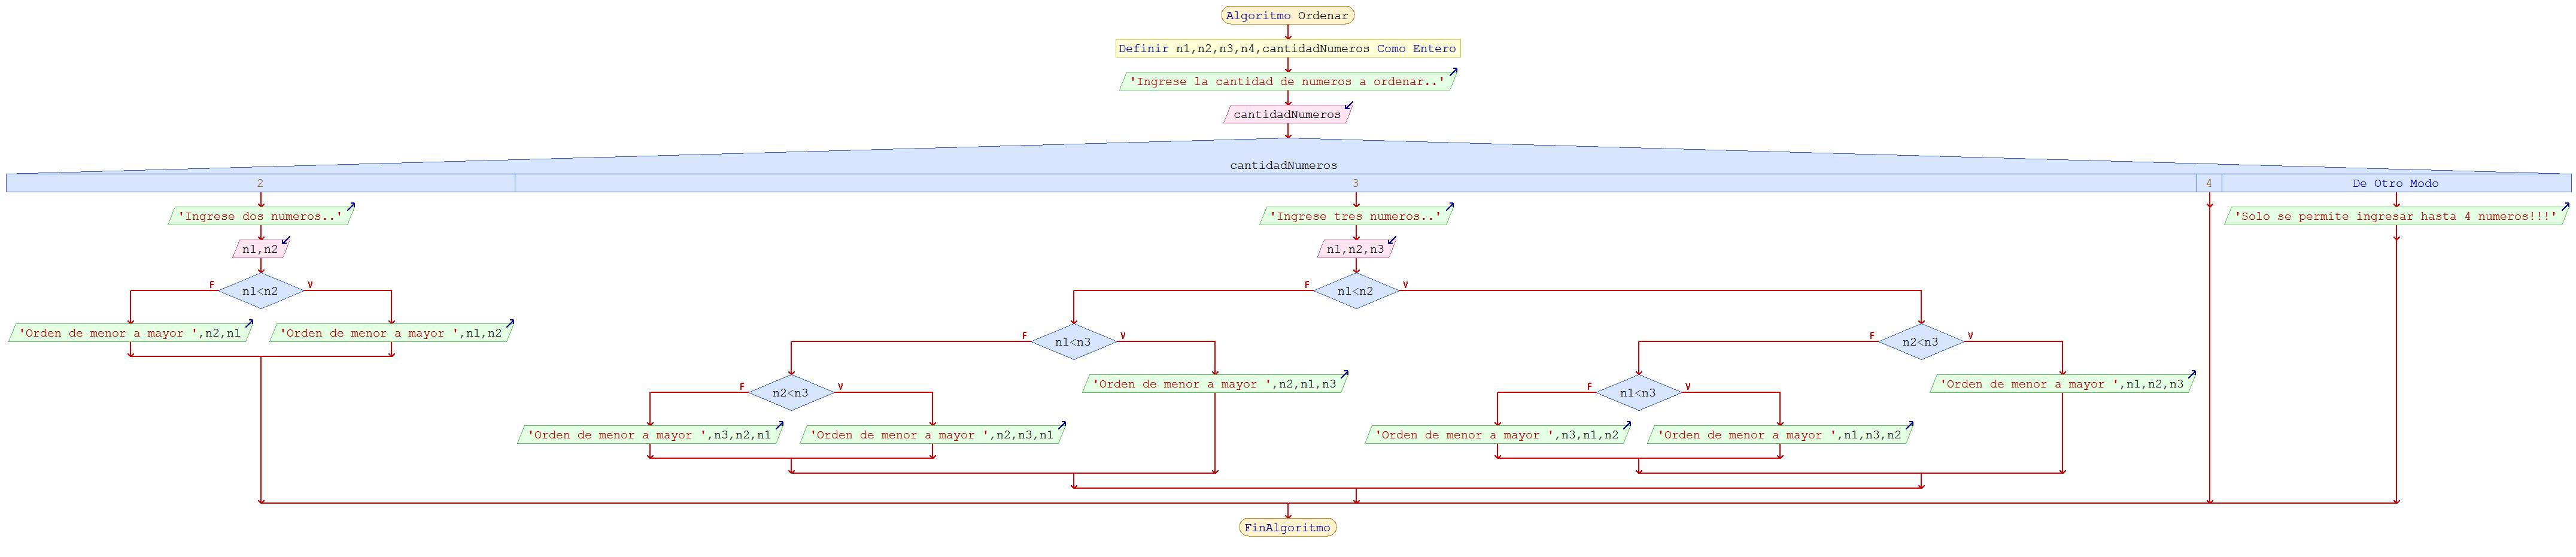 Algoritmo Ordenar
Definir n1,n2,n3,n4,cantidadNumeros Como Entero
'Ingrese la cantidad de numeros a ordenar..'
cantidadNumeros
cantidadNumeros
2
3
4
De Otro Modo
'Ingrese dos numeros..'
'Ingrese tres numeros..'
'Solo se permite ingresar hasta 4 numeros!!!'
n1,n2
n1,n2,n3
F
n1<n2
V
F
n1<n2
V
'Orden de menor a mayor ',n2,n1
'Orden de menor a mayor ',n1,n2
F
n1<n3
V
F
n2<n3
V
F
n2<n3
V
'Orden de menor a mayor ',n2,n1,n3
F
n1<n3
V
'Orden de menor a mayor ',n1,n2,n3
'Orden de menor a mayor ',n3,n2,n1
'Orden de menor a mayor ',n2,n3,n1
'Orden de menor a mayor ',n3,n1,n2
'Orden de menor a mayor ',n1,n3,n2
FinAlgoritmo